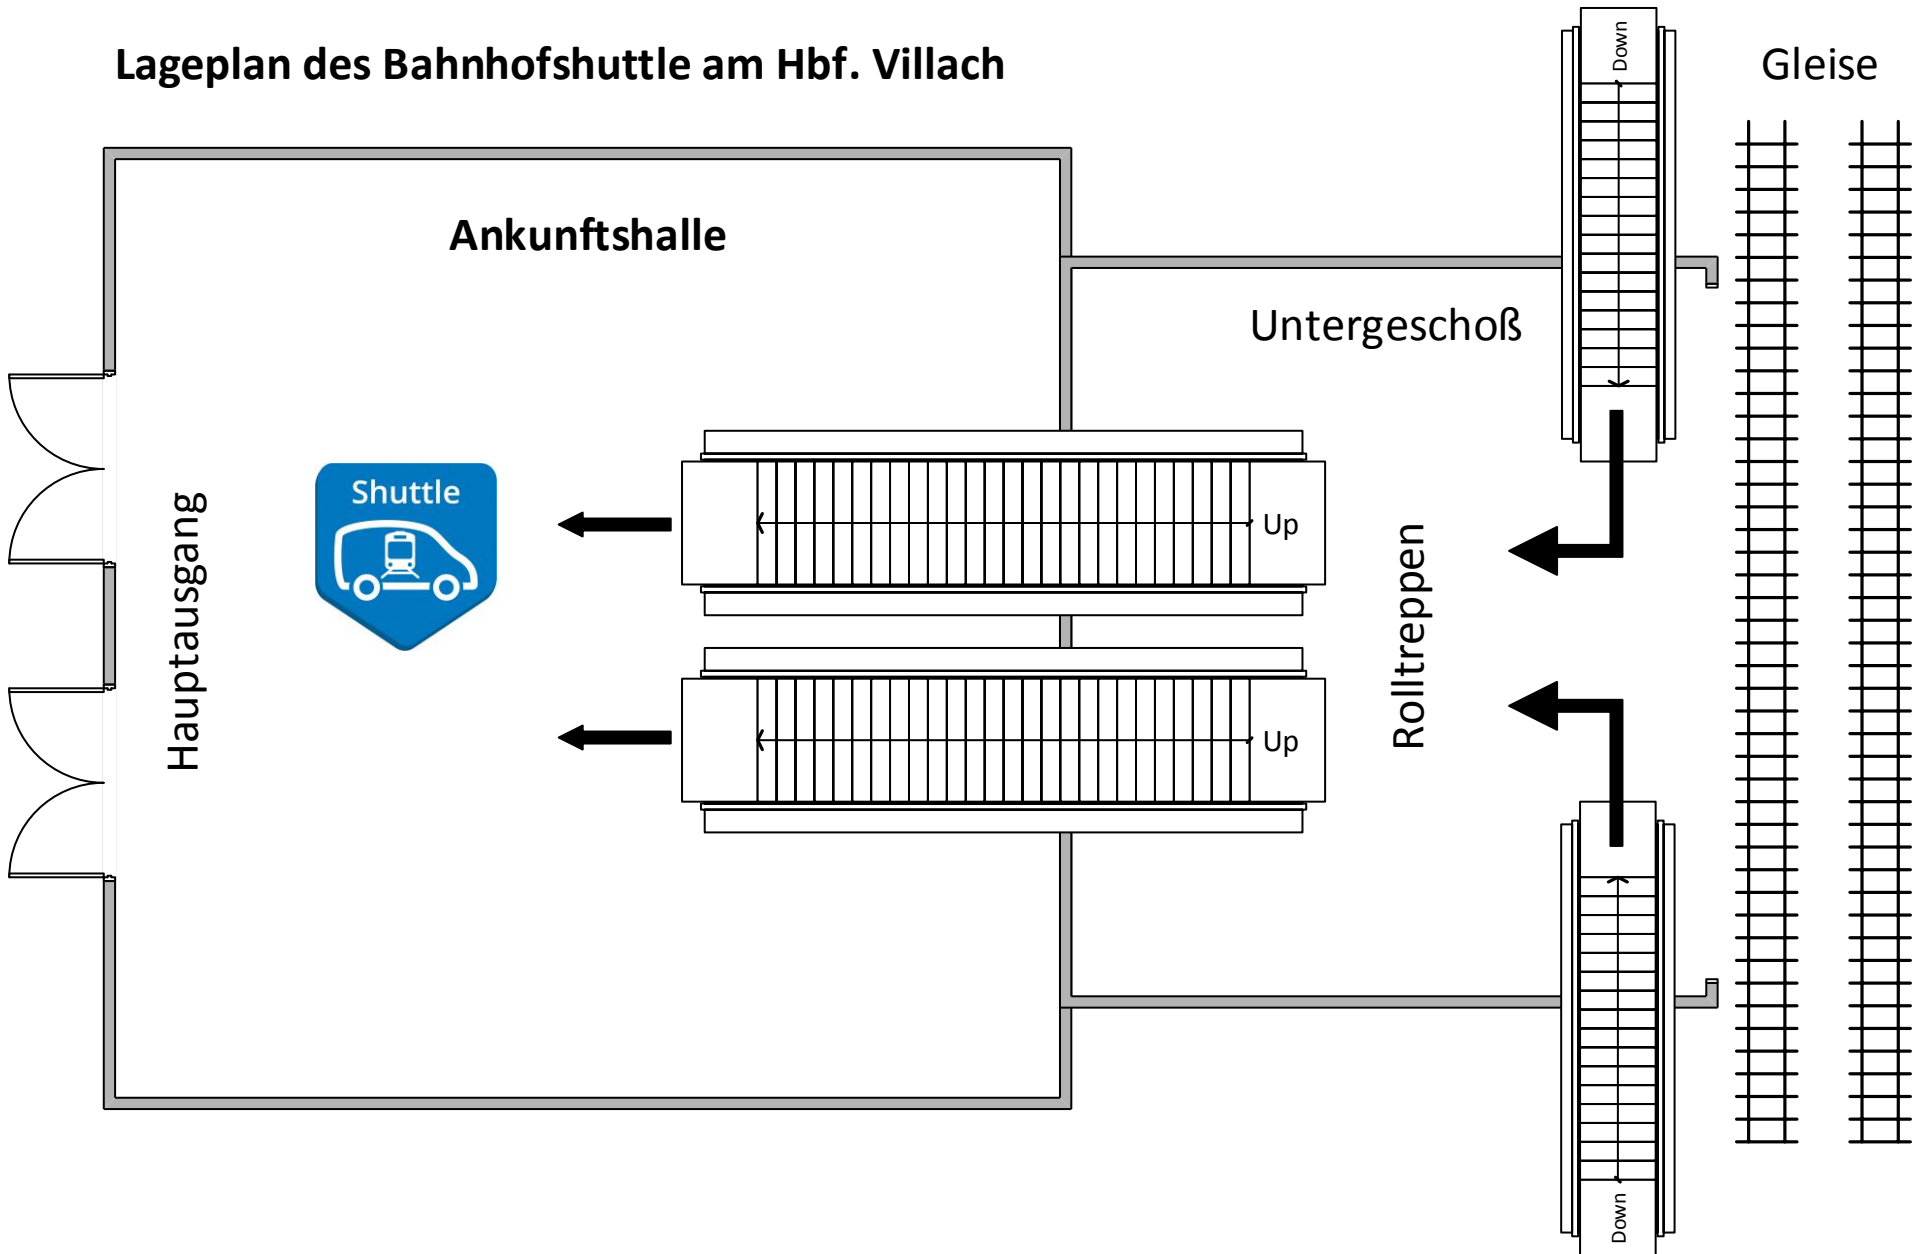 Lageplan des Bahnhofshuttle am Hbf. Villach
Down
Gleise
Ankunftshalle
Untergeschoß
Shuttle
Hauptausgang
Up
Rolltreppen
Up
Down